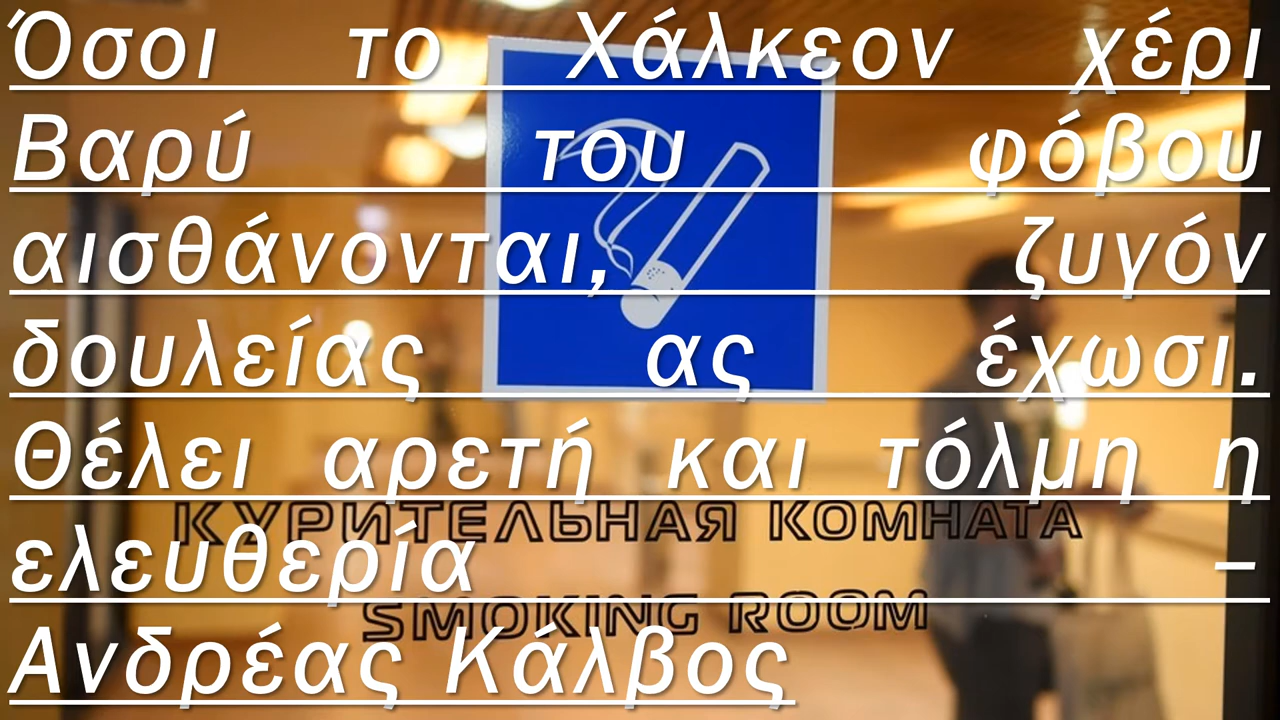 Όσοι το Χάλκεον χέρι
Βαρύ του φόβου
αισθάνονται, ζυγόν
δουλείας ας έχωσι.
Θέλει αρετή και τόλμη η
ελευθερία –
Ανδρέας Κάλβος
КУРИТЕЛЬНАЯ КОМНАТА
SMOKING ROOM